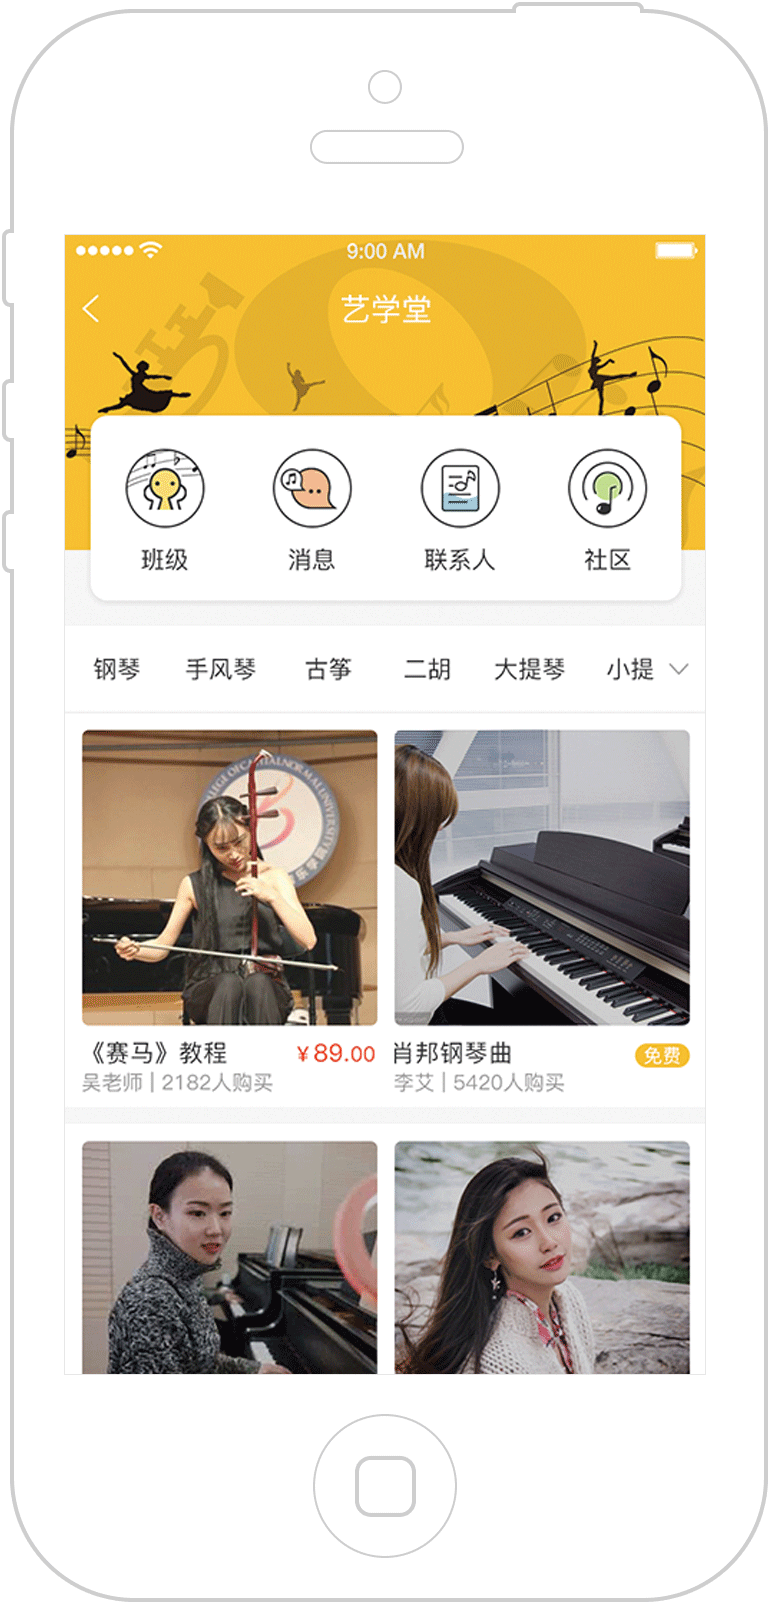 9:00 AM
艺学堂
班级 消息 联系人 社区
钢琴 手风琴 古筝 二胡 大提琴 小提
《赛马》教程 ¥89.00 肖邦钢琴曲 免费
吴老师 | 2182人购买 李艾 | 5420人购买